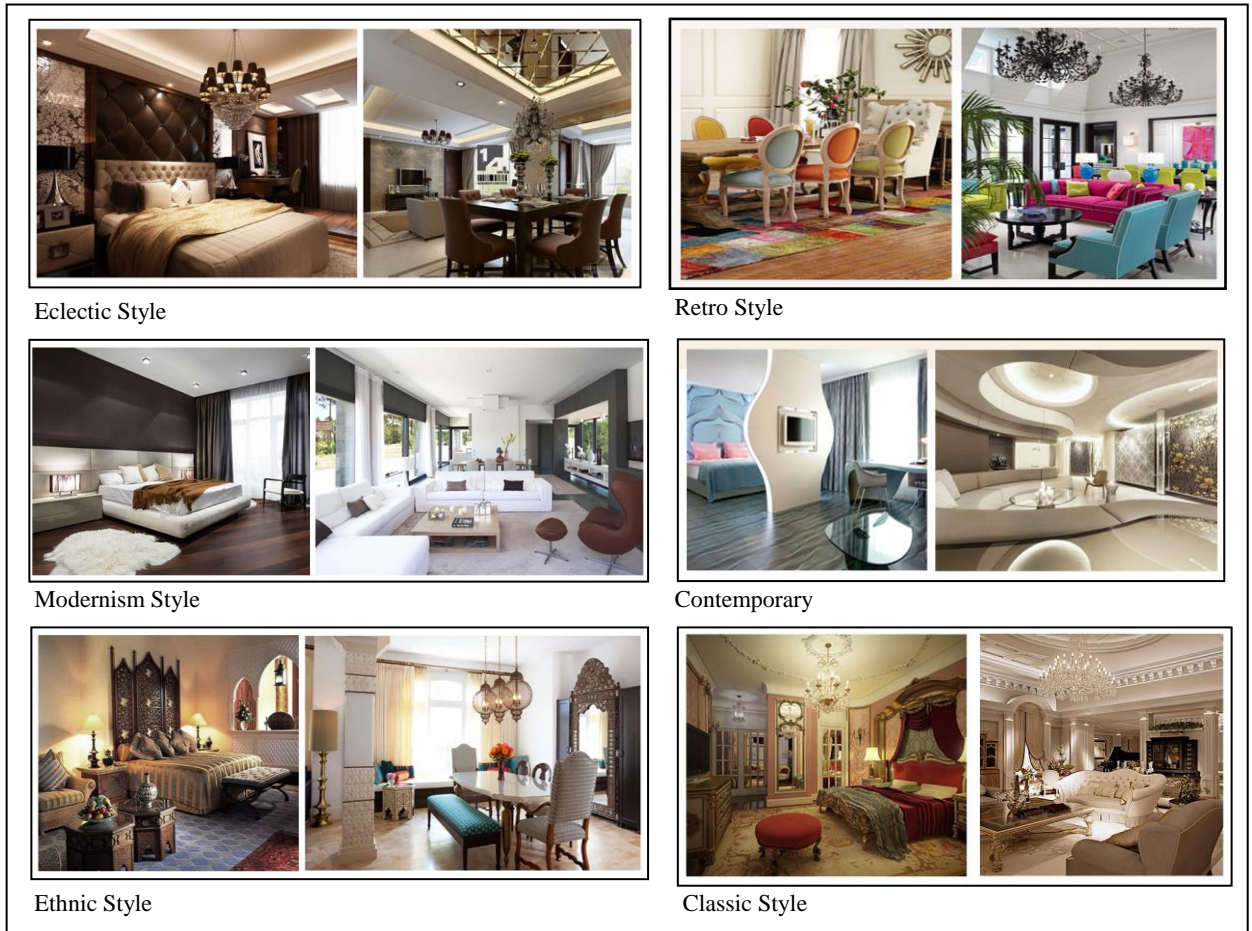 Eclectic Style
Retro Style
Modernism Style
Contemporary
Ethnic Style
Classic Style